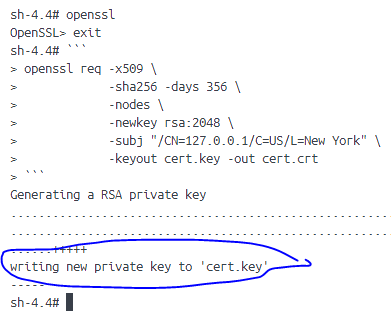 sh-4.4# openssl
OpenSSL> exit
sh-4.4# ```
> openssl req -x509 \
> -sha256 -days 356 \
> -nodes \
> -newkey rsa:2048 \
> -subj "/CN=127.0.0.1/C=US/L=New York" \
> -keyout cert.key -out cert.crt
> ```
Generating a RSA private key
................................................................
................................................................
......+++++
writing new private key to 'cert.key'
-----
sh-4.4#